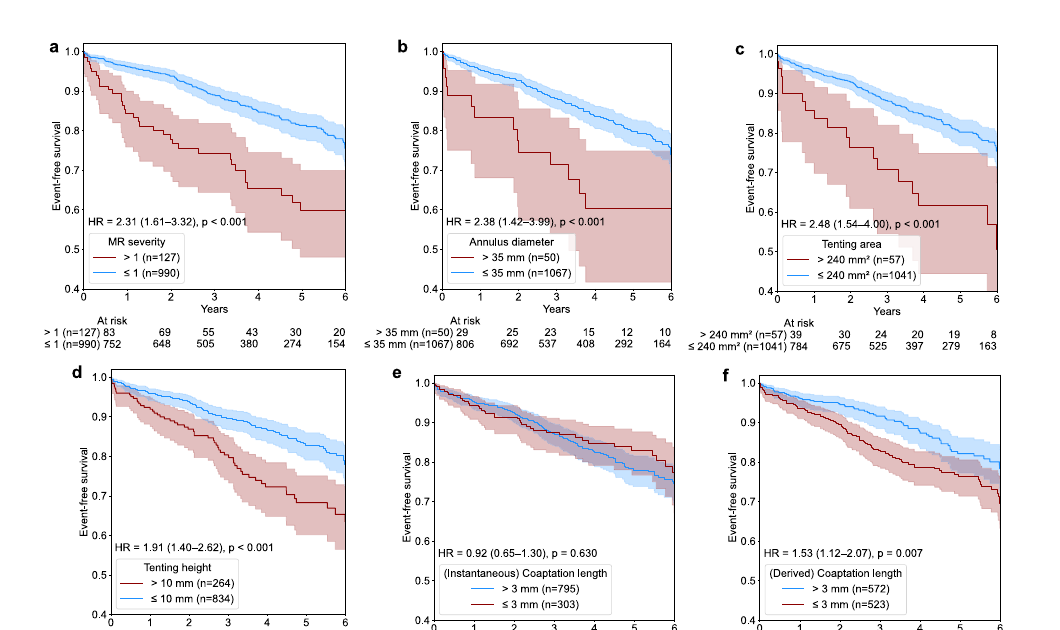 a
1.0
0.9
0.8
0.7
0.6
0.5
0.4
Event-free survival
HR = 2.31 (1.61–3.32), p < 0.001
MR severity
> 1 (n=127)
≤ 1 (n=990)
0 1 2 3 4 5 6
Years
At risk
> 1 (n=127) 83 69 55 43 30 20
≤ 1 (n=990) 752 648 505 380 274 154
b
1.0
0.9
0.8
0.7
0.6
0.5
0.4
Event-free survival
HR = 2.38 (1.42–3.99), p < 0.001
Annulus diameter
> 35 mm (n=50)
≤ 35 mm (n=1067)
0 1 2 3 4 5 6
Years
At risk
> 35 mm (n=50) 29 25 23 15 12 10
≤ 35 mm (n=1067) 806 692 537 408 292 164
c
1.0
0.9
0.8
0.7
0.6
0.5
0.4
Event-free survival
HR = 2.48 (1.54–4.00), p < 0.001
Tenting area
> 240 mm² (n=57)
≤ 240 mm² (n=1041)
0 1 2 3 4 5 6
Years
At risk
> 240 mm² (n=57) 39 30 24 20 19 8
≤ 240 mm² (n=1041) 784 675 525 397 279 163
d
1.0
0.9
0.8
0.7
0.6
0.5
0.4
Event-free survival
HR = 1.91 (1.40–2.62), p < 0.001
Tenting height
> 10 mm (n=264)
≤ 10 mm (n=834)
0 1 2 3 4 5 6
e
1.0
0.9
0.8
0.7
0.6
0.5
0.4
Event-free survival
HR = 0.92 (0.65–1.30), p = 0.630
(Instantaneous) Coaptation length
> 3 mm (n=795)
≤ 3 mm (n=303)
0 1 2 3 4 5 6
f
1.0
0.9
0.8
0.7
0.6
0.5
0.4
Event-free survival
HR = 1.53 (1.12–2.07), p = 0.007
(Derived) Coaptation length
> 3 mm (n=572)
≤ 3 mm (n=523)
0 1 2 3 4 5 6